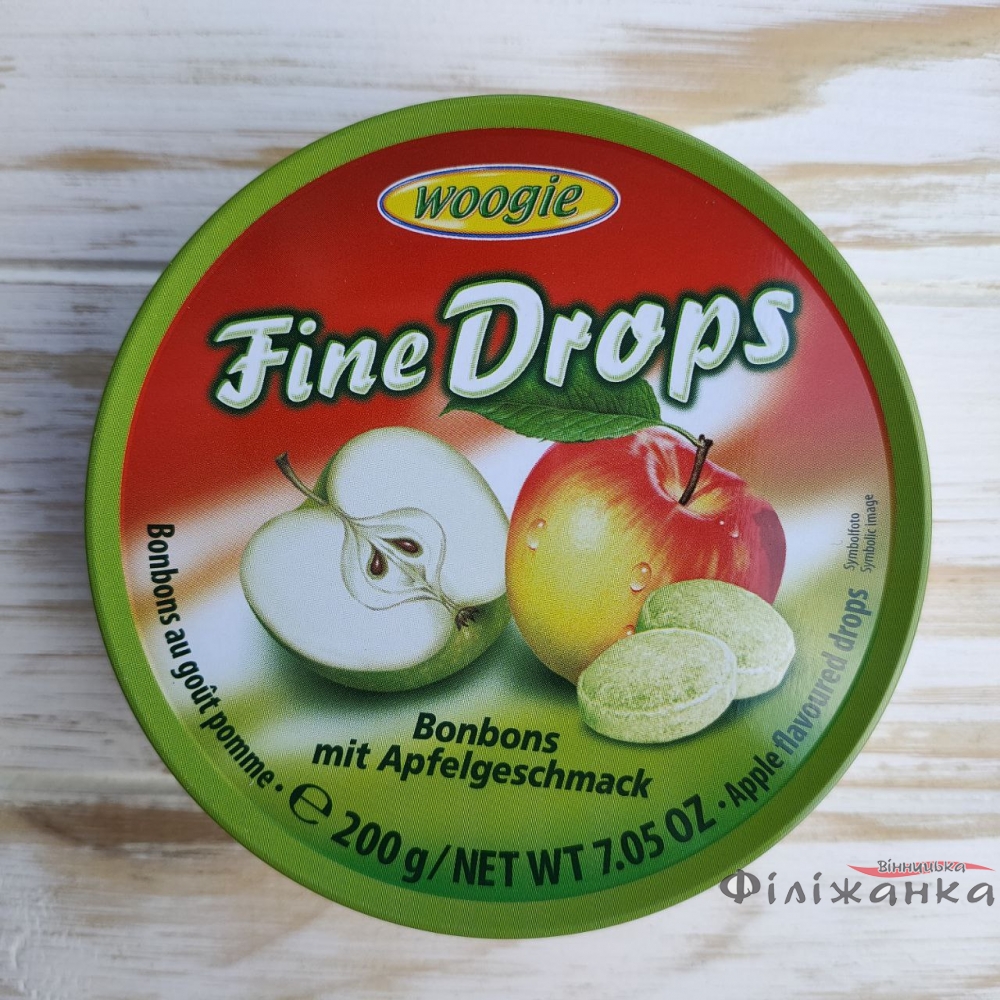 woogie
Fine Drops
Symbolfoto
Symbolic image
Bonbons
mit Apfelgeschmack
Bonbons au goût pomme · ℮ 200 g/NET WT 7.05 OZ · Apple flavoured drops
Вінницька
Філіжанка